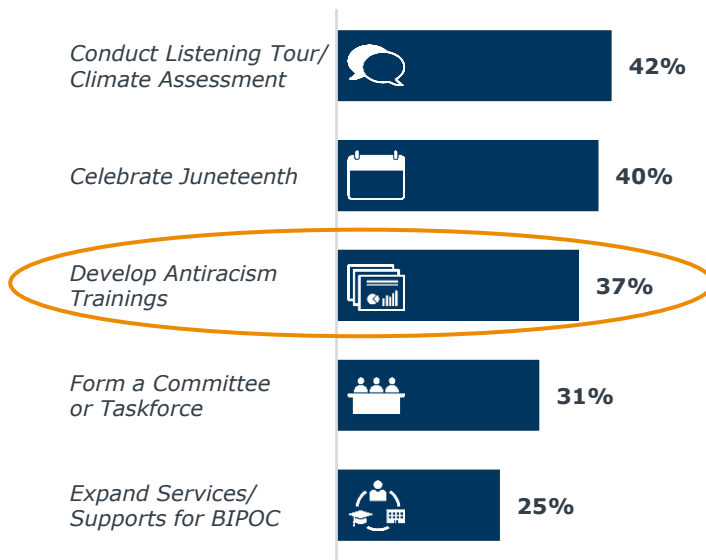 Conduct Listening Tour/
Climate Assessment
42%
Celebrate Juneteenth
40%
Develop Antiracism
Trainings
37%
Form a Committee
or Taskforce
31%
Expand Services/
Supports for BIPOC
25%